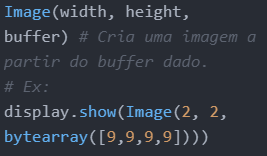 Image(width, height,
buffer) # Cria uma imagem a
partir do buffer dado.
# Ex:
display.show(Image(2, 2,
bytearray([9,9,9,9])))